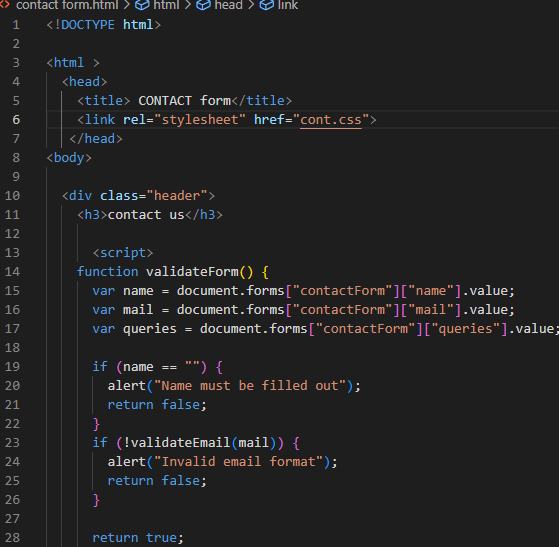 contact form.html > html > head > link
1 <!DOCTYPE html>
2
3 <html >
4 <head>
5 <title> CONTACT form</title>
6 <link rel="stylesheet" href="cont.css">
7 </head>
8 <body>
9
10 <div class="header">
11 <h3>contact us</h3>
12
13 <script>
14 function validateForm() {
15 var name = document.forms["contactForm"]["name"].value;
16 var mail = document.forms["contactForm"]["mail"].value;
17 var queries = document.forms["contactForm"]["queries"].value;
18
19 if (name == "") {
20 alert("Name must be filled out");
21 return false;
22 }
23 if (!validateEmail(mail)) {
24 alert("Invalid email format");
25 return false;
26 }
27
28 return true;